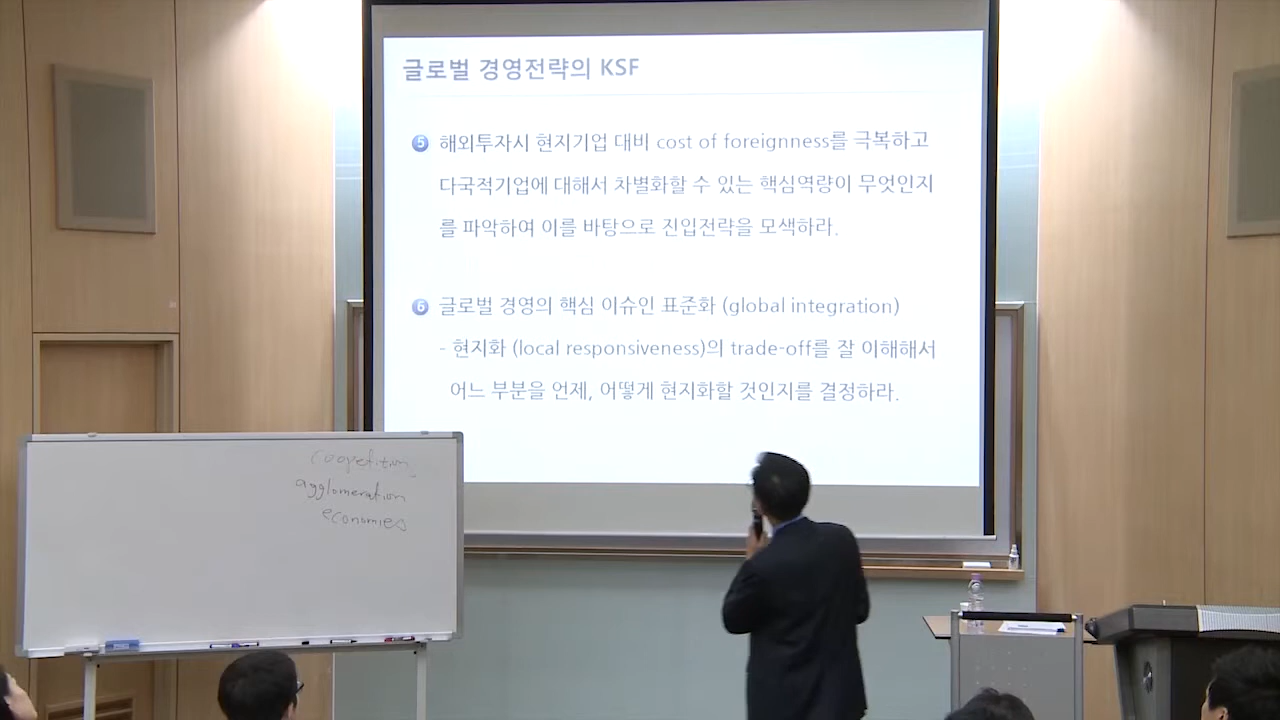 글로벌 경영전략의 KSF
5 해외투자시 현지기업 대비 cost of foreignness를 극복하고
다국적기업에 대해서 차별화할 수 있는 핵심역량이 무엇인지
를 파악하여 이를 바탕으로 진입전략을 모색하라.
6 글로벌 경영의 핵심 이슈인 표준화 (global integration)
- 현지화 (local responsiveness)의 trade-off를 잘 이해해서
어느 부분을 언제, 어떻게 현지화할 것인지를 결정하라.
coopetition,
agglomeration
economies